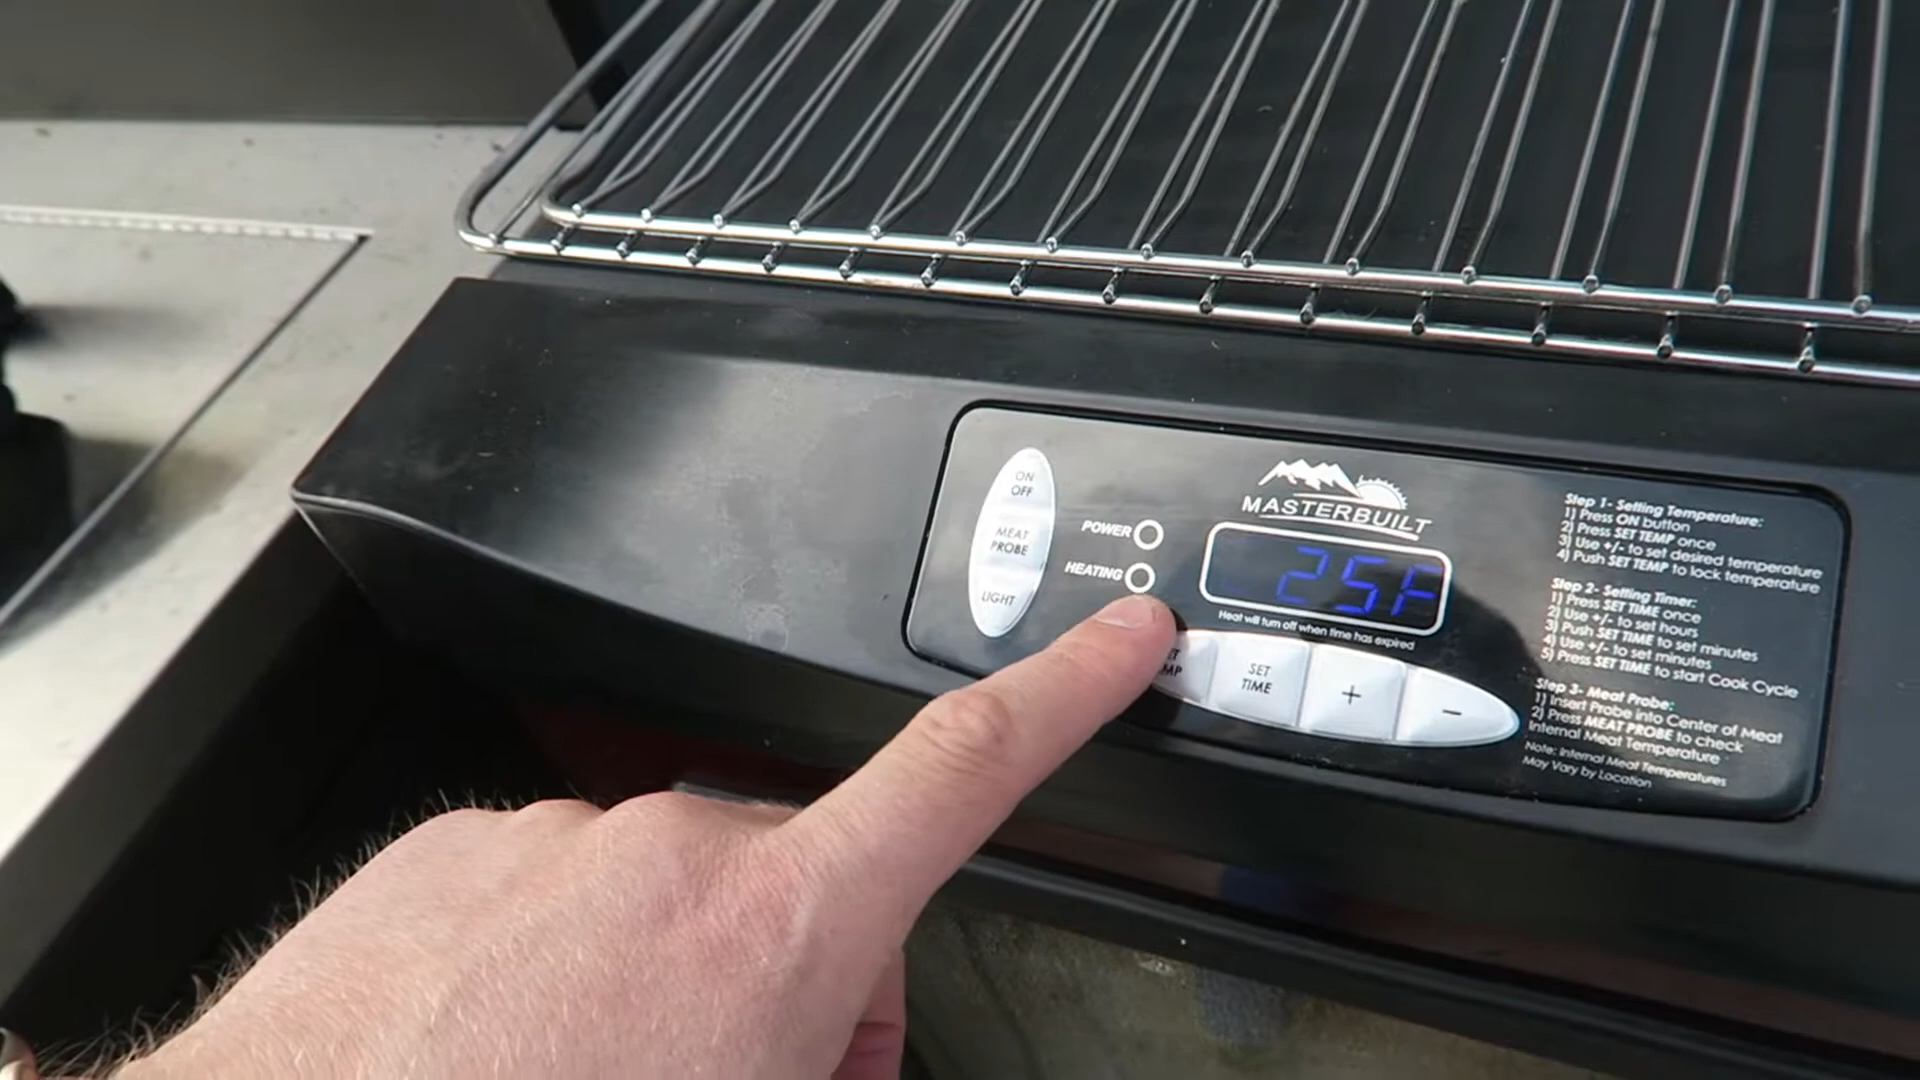 ON
OFF
MEAT
PROBE
LIGHT
POWER
HEATING
MASTERBUILT
25F
Heat will turn off when time has expired
SET
TIME
+
-
Step 1- Setting Temperature:
1) Press ON button
2) Press SET TEMP once
3) Use +/- to set desired temperature
4) Push SET TEMP to lock temperature
Step 2- Setting Timer:
1) Press SET TIME once
2) Use +/- to set hours
3) Push SET TIME to set minutes
4) Use +/- to set minutes
5) Press SET TIME to start Cook Cycle
Step 3- Meat Probe:
1) Insert Probe into Center of Meat
2) Press MEAT PROBE to check
Internal Meat Temperature
Note: Internal Meat Temperatures
May Vary by Location